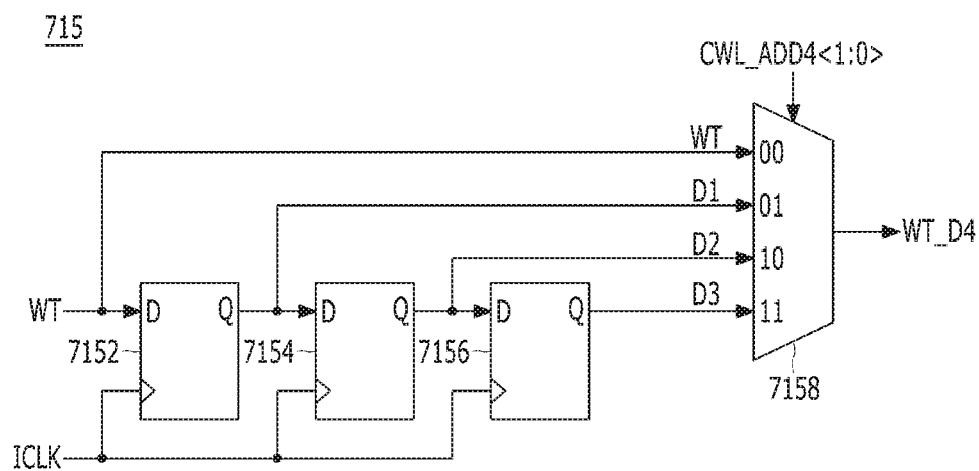 715
CWL_ADD4<1:0>
WT
00
D1
01
WT_D4
D2
10
D3
11
WT
D
Q
D
Q
D
Q
7152
7154
7156
7158
ICLK